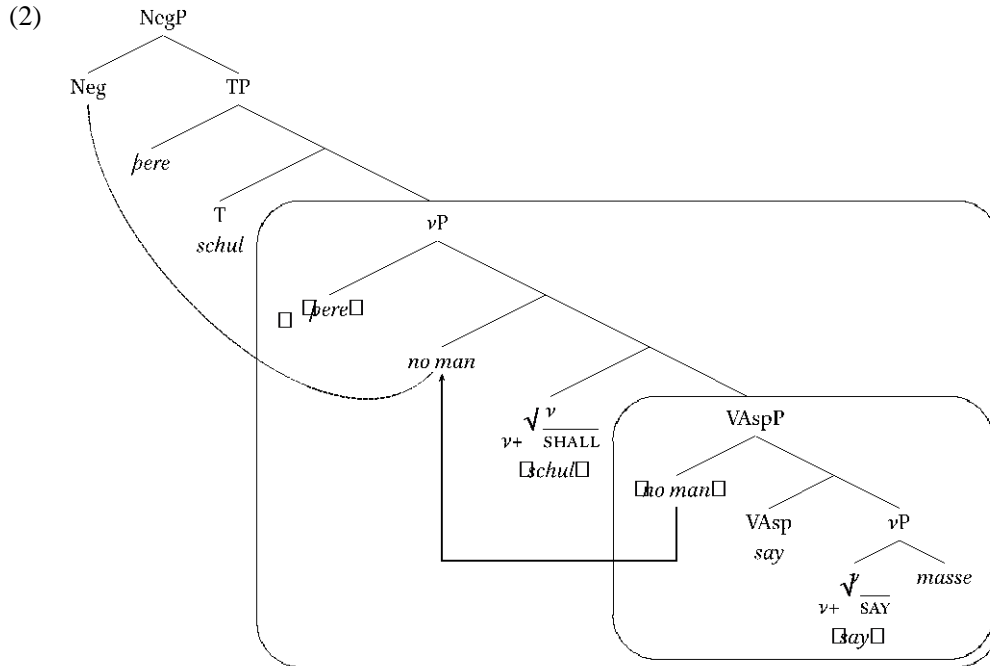 (2)
NegP
Neg TP
þere
T
schul
vP
⟨þere⟩
no man
v
v+ √SHALL
⟨schul⟩
VAspP
⟨no man⟩
VAsp vP
say
v masse
v+ √SAY
⟨say⟩